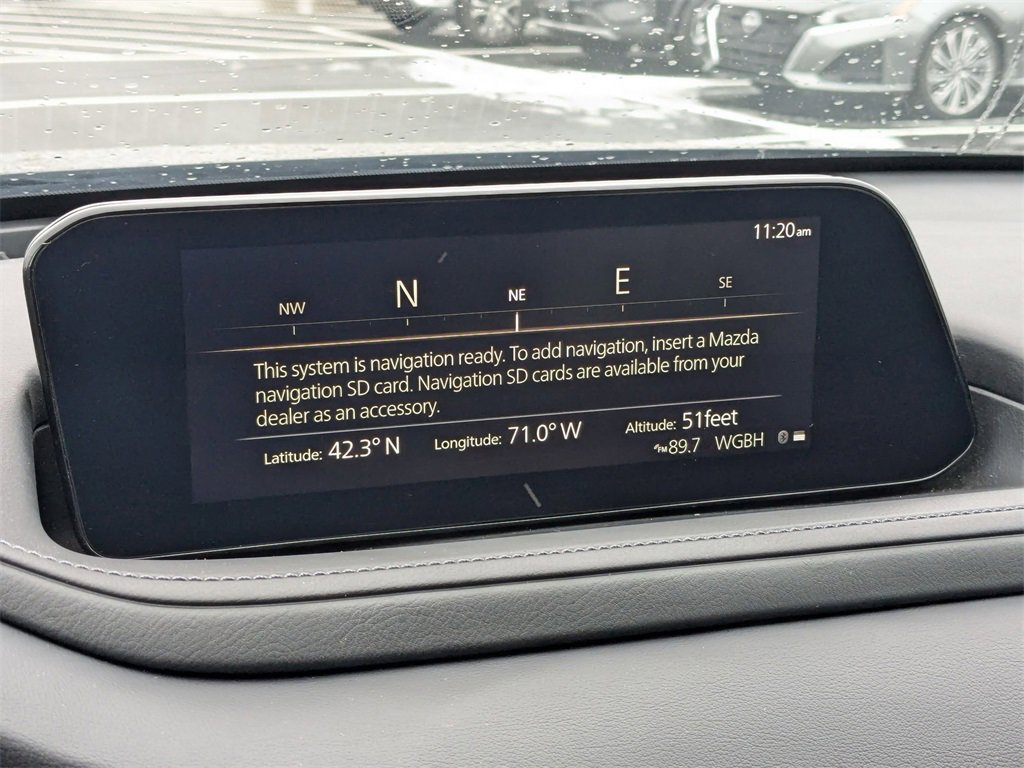 11:20am
NW N NE E SE
This system is navigation ready. To add navigation, insert a Mazda
navigation SD card. Navigation SD cards are available from your
dealer as an accessory.
Latitude: 42.3° N Longitude: 71.0° W Altitude: 51feet
FM 89.7 WGBH